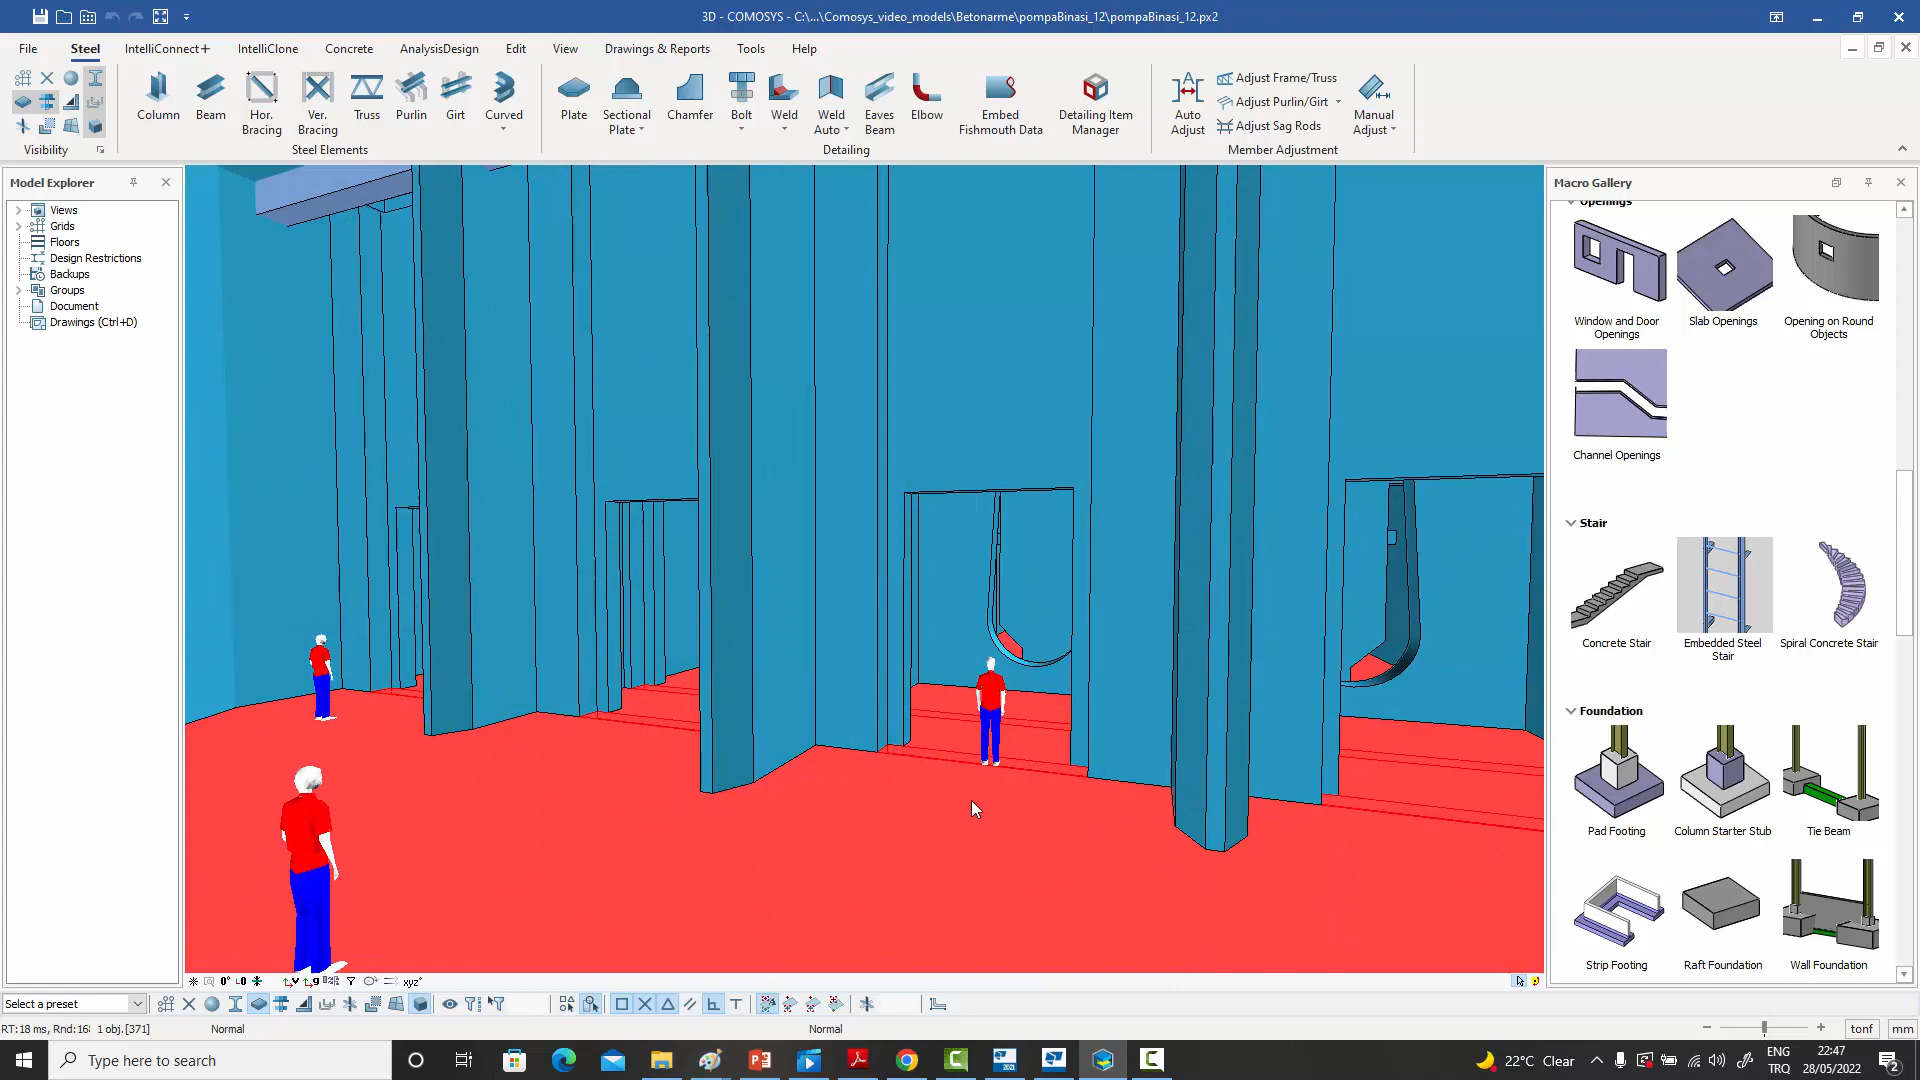 3D - COMOSYS - C:\...\Comosys_video_models\Betonarme\pompaBinasi_12\pompaBinasi_12.px2
File Steel IntelliConnect+ IntelliClone Concrete AnalysisDesign Edit View Drawings & Reports Tools Help
Column Beam Hor. Bracing Ver. Bracing Truss Purlin Girt Curved
Plate Sectional Plate Chamfer Bolt Weld Weld Auto Eaves Beam Elbow Embed Fishmouth Data Detailing Item Manager
Auto Adjust
Adjust Frame/Truss
Adjust Purlin/Girt
Adjust Sag Rods
Manual Adjust
Visibility Steel Elements Detailing Member Adjustment
Model Explorer
Views
Grids
Floors
Design Restrictions
Backups
Groups
Document
Drawings (Ctrl+D)
Macro Gallery
Openings
Window and Door Openings
Slab Openings
Opening on Round Objects
Channel Openings
Stair
Concrete Stair
Embedded Steel Stair
Spiral Concrete Stair
Foundation
Pad Footing
Column Starter Stub
Tie Beam
Strip Footing
Raft Foundation
Wall Foundation
xyz
Select a preset
RT:18 ms, Rnd:16 1 obj.[371] Normal Normal tonf mm
Type here to search
22°C Clear
ENG
TRQ
22:47
28/05/2022
2